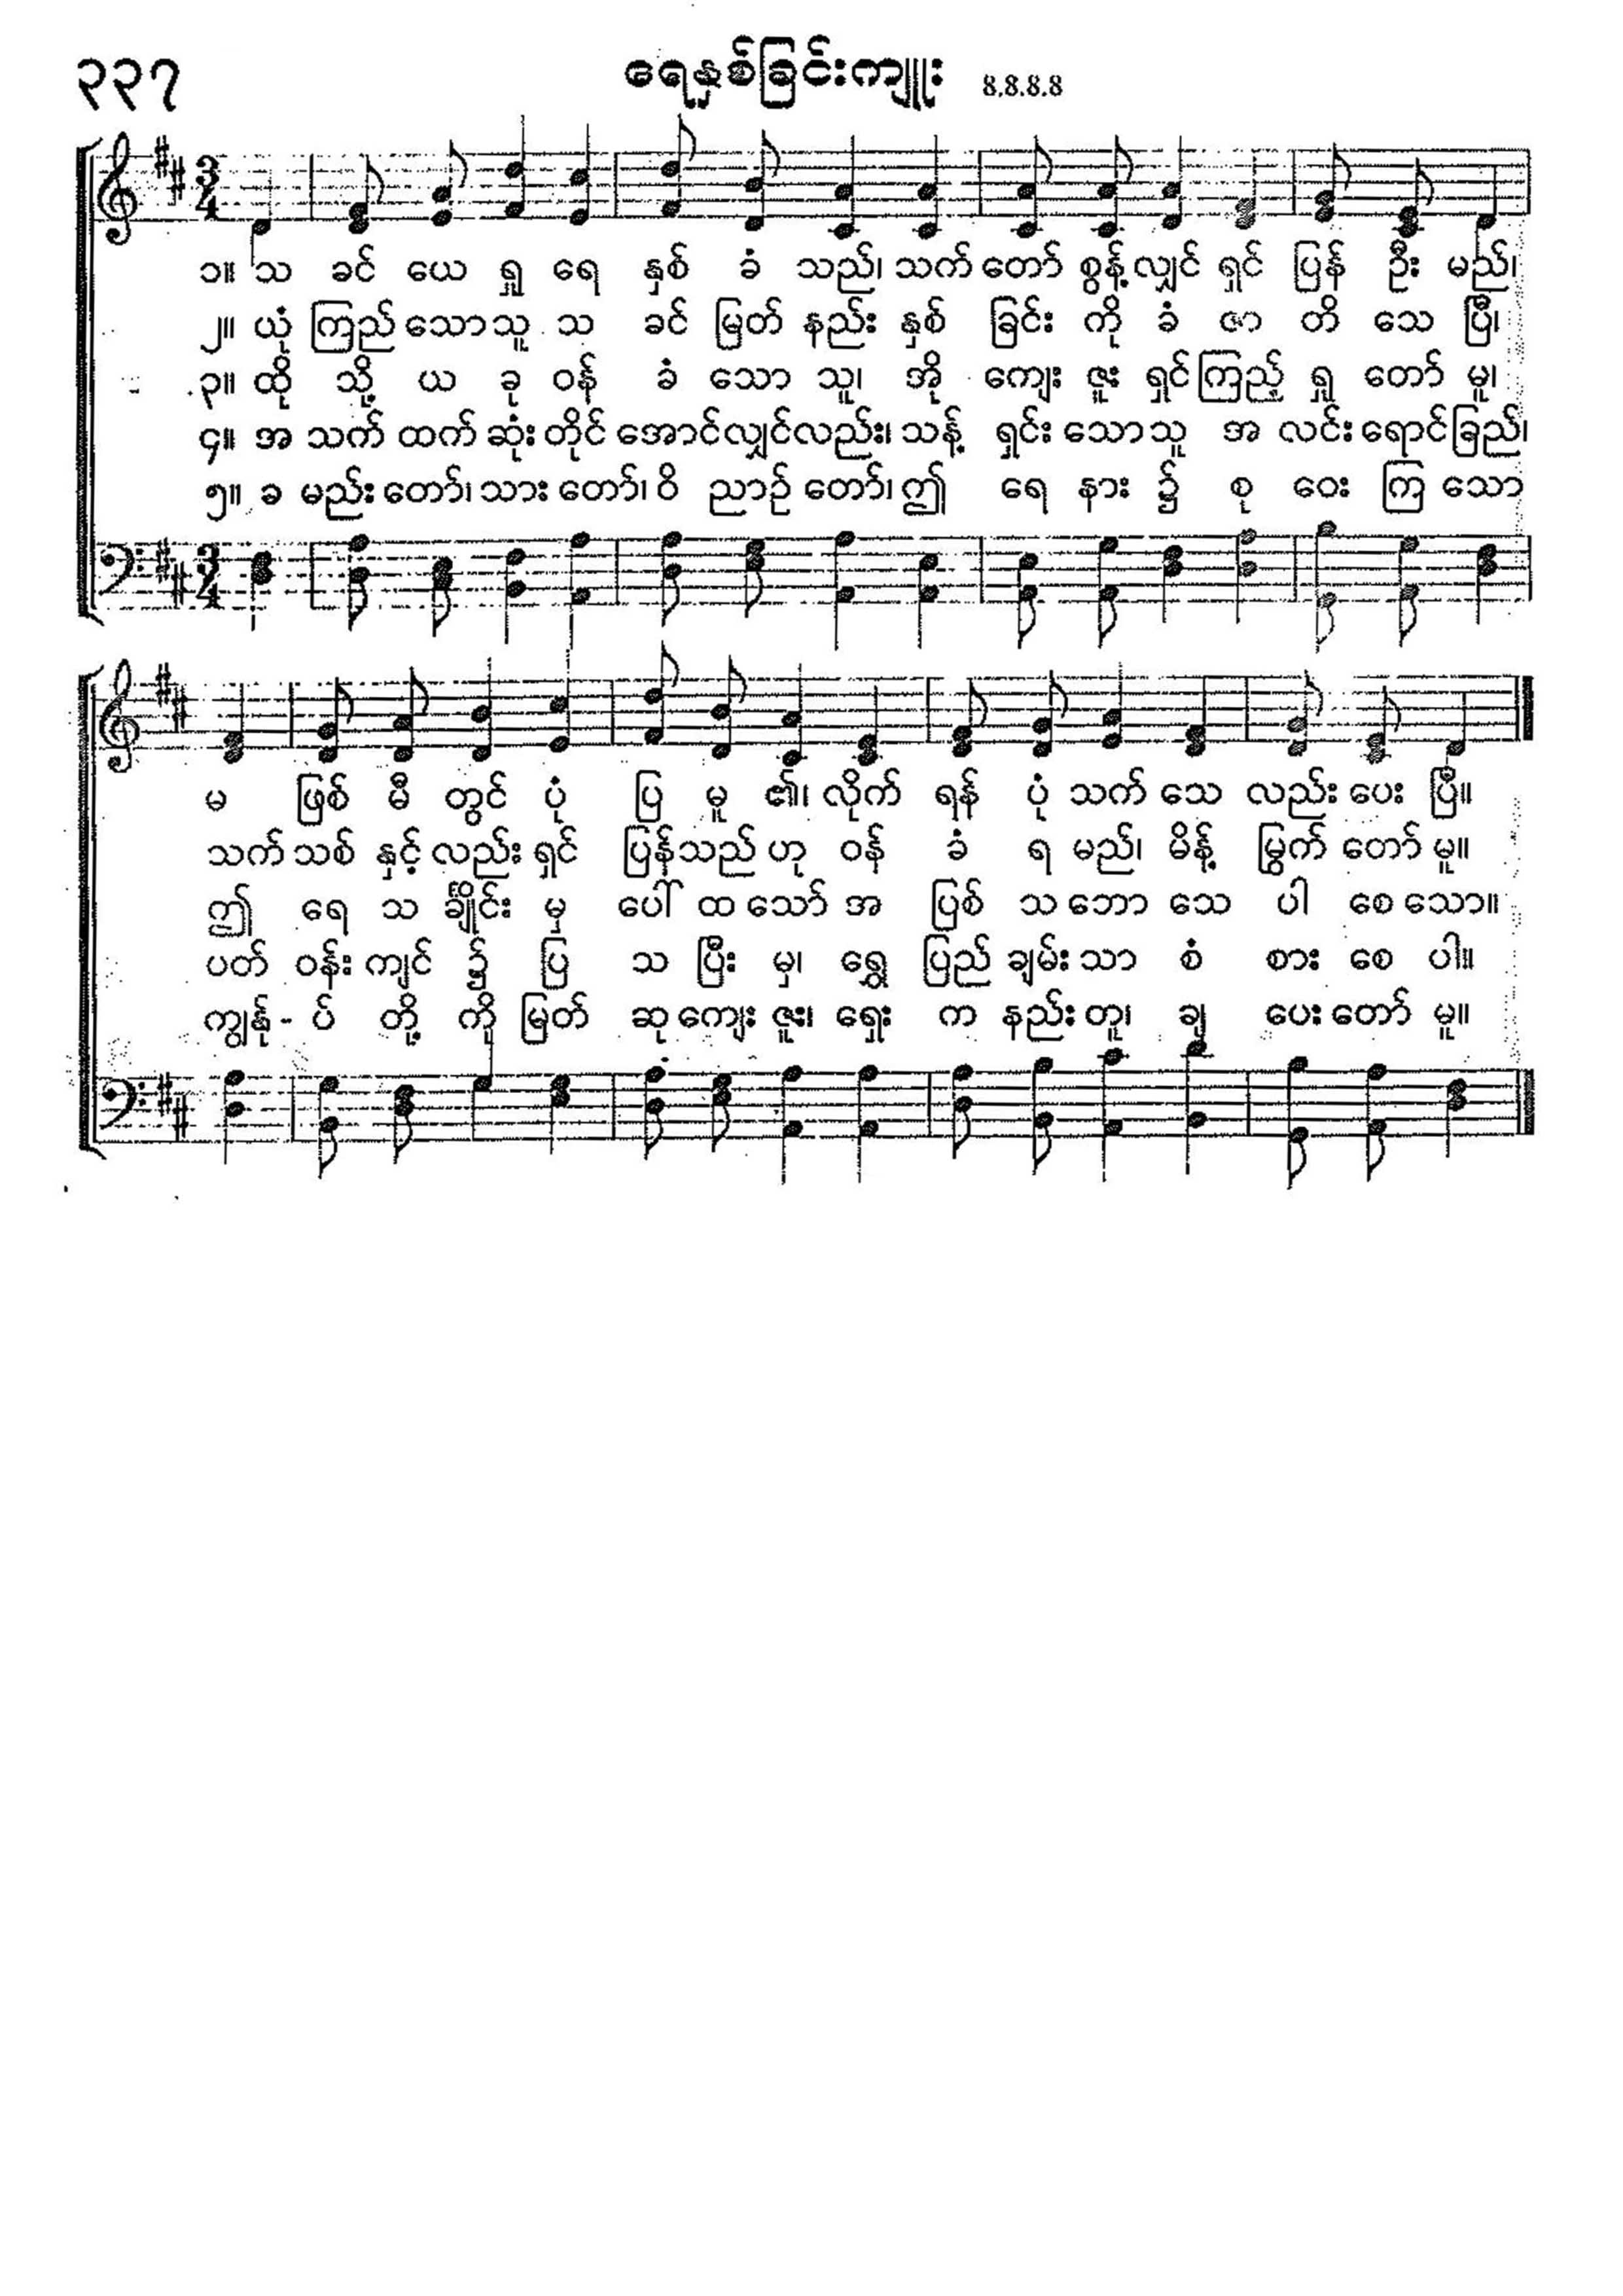 ၃၃၇ ရေနှစ်ခြင်းကျူး 8.8.8.8
3 4
၁။ သ ခင် ယေ ရှု ရေ နှစ် ခံ သည်၊ သက် တော် စွန့် လျှင် ရှင် ပြန် ဦး မည်၊
၂။ ယုံ ကြည် သော သူ သ ခင် မြတ် နည်း နှစ် ခြင်း ကို ခံ ဇာ တိ သေ ပြီ၊
၃။ ထို သို့ ယ ခု ဝန် ခံ သော သူ၊ အို ကျေး ဇူး ရှင် ကြည့် ရှု တော် မူ၊
၄။ အ သက် ထက် ဆုံး တိုင် အောင် လျှင် လည်း၊ သန့် ရှင်း သော သူ အ လင်း ရောင် ခြည်၊
၅။ ခ မည်း တော်၊ သား တော်၊ ဝိ ညာဉ် တော်၊ ဤ ရေ နား ၌ စု ဝေး ကြ သော
3 4
မ ဖြစ် မီ တွင် ပုံ ပြ မူ ၏၊ လိုက် ရန် ပုံ သက် သေ လည်း ပေး ပြီ။
သက် သစ် နှင့် လည်း ရှင် ပြန် သည် ဟု ဝန် ခံ ရ မည်၊ မိန့် မြွက် တော် မူ။
ဤ ရေ သ င်္ချိုင်း မှ ပေါ် ထ သော် အ ပြစ် သ ဘော သေ ပါ စေ သော။
ပတ် ဝန်း ကျင် ၌ ပြ သ ပြီး မှ၊ ရွှေ ပြည် ချမ်း သာ စံ စား စေ ပါ။
ကျွန်ု - ပ် တို့ ကို မြတ် ဆု ကျေး ဇူး၊ ရှေး က နည်း တူ၊ ချ ပေး တော် မူ။